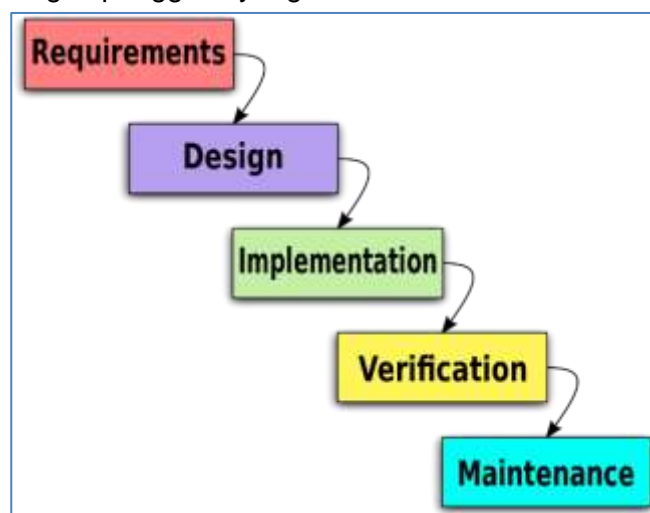 Requirements
Design
Implementation
Verification
Maintenance